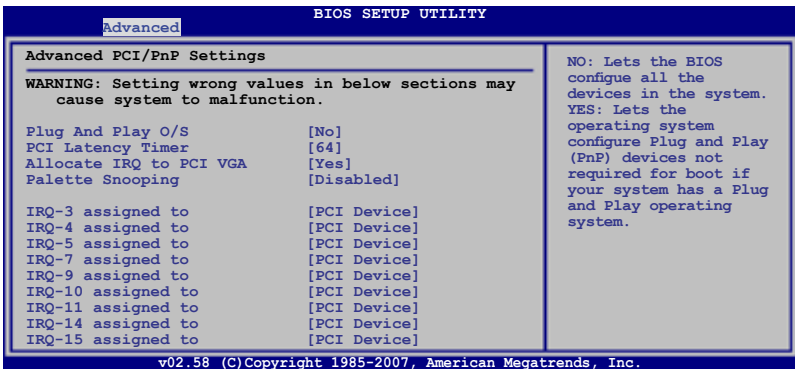 BIOS SETUP UTILITY
Advanced
Advanced PCI/PnP Settings
WARNING: Setting wrong values in below sections may
cause system to malfunction.
Plug And Play O/S [No]
PCI Latency Timer [64]
Allocate IRQ to PCI VGA [Yes]
Palette Snooping [Disabled]
IRQ-3 assigned to [PCI Device]
IRQ-4 assigned to [PCI Device]
IRQ-5 assigned to [PCI Device]
IRQ-7 assigned to [PCI Device]
IRQ-9 assigned to [PCI Device]
IRQ-10 assigned to [PCI Device]
IRQ-11 assigned to [PCI Device]
IRQ-14 assigned to [PCI Device]
IRQ-15 assigned to [PCI Device]
NO: Lets the BIOS
configue all the
devices in the system.
YES: Lets the
operating system
configure Plug and Play
(PnP) devices not
required for boot if
your system has a Plug
and Play operating
system.
v02.58 (C)Copyright 1985-2007, American Megatrends, Inc.